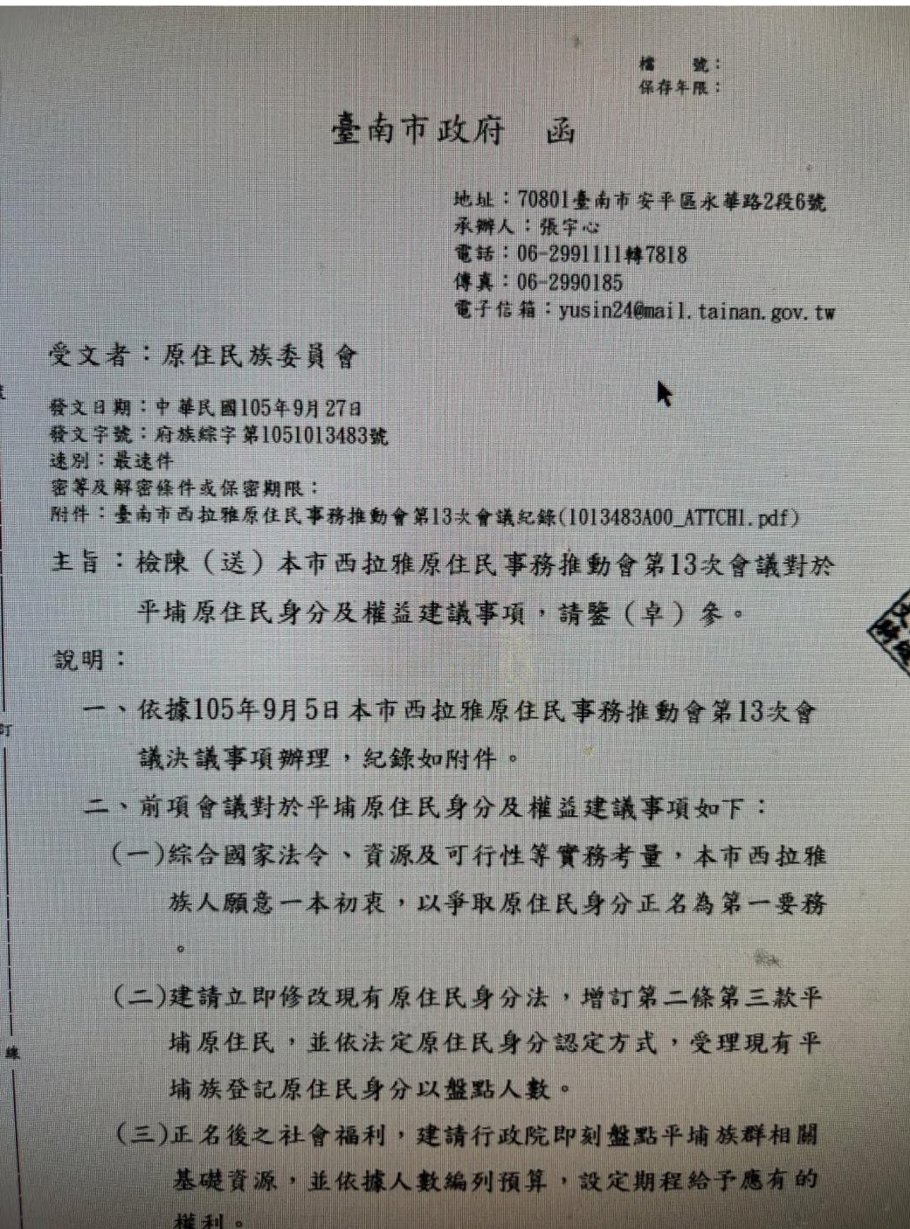 檔　　號：
保存年限：
臺南市政府　函
地址：70801臺南市安平區永華路2段6號
承辦人：張宇心
電話：06-2991111轉7818
傳真：06-2990185
電子信箱：yusin24@mail.tainan.gov.tw
受文者：原住民族委員會
發文日期：中華民國105年9月27日
發文字號：府族綜字第1051013483號
速別：最速件
密等及解密條件或保密期限：
附件：臺南市西拉雅原住民事務推動會第13次會議紀錄(1013483A00_ATTCH1.pdf)
主旨：檢陳（送）本市西拉雅原住民事務推動會第13次會議對於
平埔原住民身分及權益建議事項，請鑒（卓）參。
說明：
一、依據105年9月5日本市西拉雅原住民事務推動會第13次會
議決議事項辦理，紀錄如附件。
二、前項會議對於平埔原住民身分及權益建議事項如下：
(一)綜合國家法令、資源及可行性等實務考量，本市西拉雅
族人願意一本初衷，以爭取原住民身分正名為第一要務
。
(二)建請立即修改現有原住民身分法，增訂第二條第三款平
埔原住民，並依法定原住民身分認定方式，受理現有平
埔族登記原住民身分以盤點人數。
(三)正名後之社會福利，建請行政院即刻盤點平埔族群相關
基礎資源，並依據人數編列預算，設定期程給予應有的
權利。
訂
線